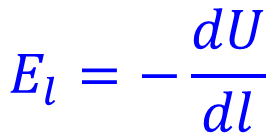 E_l = - dU/dl